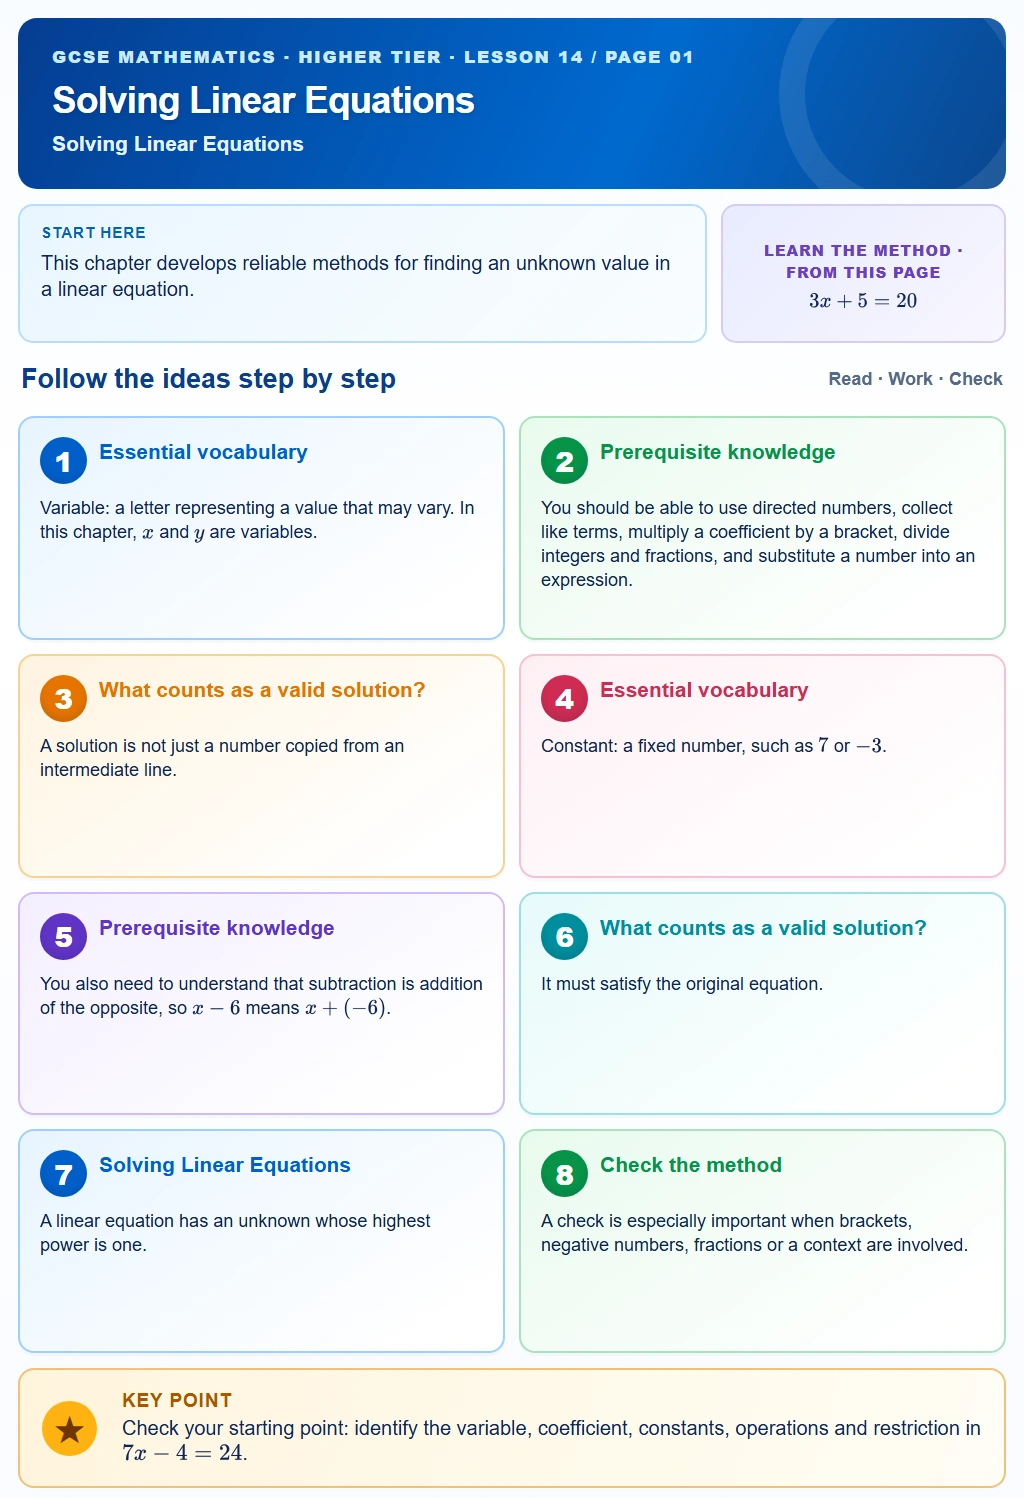 GCSE MATHEMATICS · HIGHER TIER · LESSON 14 / PAGE 01
Solving Linear Equations
Solving Linear Equations
START HERE
This chapter develops reliable methods for finding an unknown value in
a linear equation.
LEARN THE METHOD ·
FROM THIS PAGE
3x + 5 = 20
Follow the ideas step by step
Read · Work · Check
1 Essential vocabulary
Variable: a letter representing a value that may vary. In
this chapter, x and y are variables.
2 Prerequisite knowledge
You should be able to use directed numbers, collect
like terms, multiply a coefficient by a bracket, divide
integers and fractions, and substitute a number into an
expression.
3 What counts as a valid solution?
A solution is not just a number copied from an
intermediate line.
4 Essential vocabulary
Constant: a fixed number, such as 7 or −3.
5 Prerequisite knowledge
You also need to understand that subtraction is addition
of the opposite, so x − 6 means x + (−6).
6 What counts as a valid solution?
It must satisfy the original equation.
7 Solving Linear Equations
A linear equation has an unknown whose highest
power is one.
8 Check the method
A check is especially important when brackets,
negative numbers, fractions or a context are involved.
KEY POINT
Check your starting point: identify the variable, coefficient, constants, operations and restriction in
7x − 4 = 24.